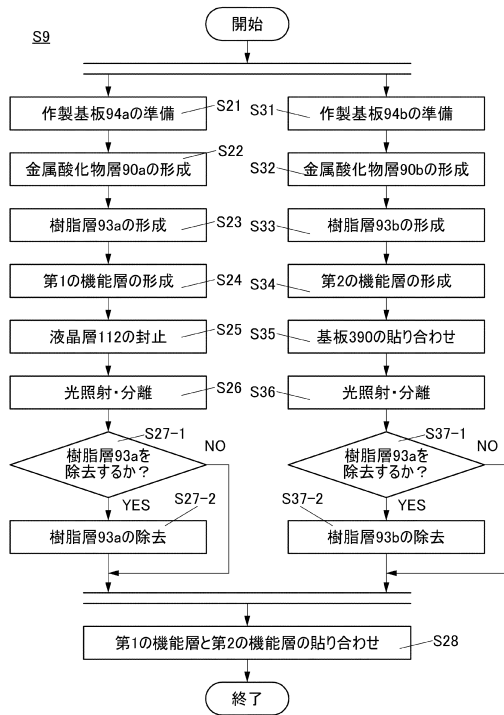 S9
開始
作製基板94aの準備
S21
金属酸化物層90aの形成
S22
樹脂層93aの形成
S23
第1の機能層の形成
S24
液晶層112の封止
S25
光照射・分離
S26
樹脂層93aを
除去するか?
S27-1
NO
YES
S27-2
樹脂層93aの除去
S31
作製基板94bの準備
S32
金属酸化物層90bの形成
S33
樹脂層93bの形成
S34
第2の機能層の形成
S35
基板390の貼り合わせ
S36
光照射・分離
S37-1
樹脂層93aを
除去するか?
NO
YES
S37-2
樹脂層93bの除去
第1の機能層と第2の機能層の貼り合わせ
S28
終了